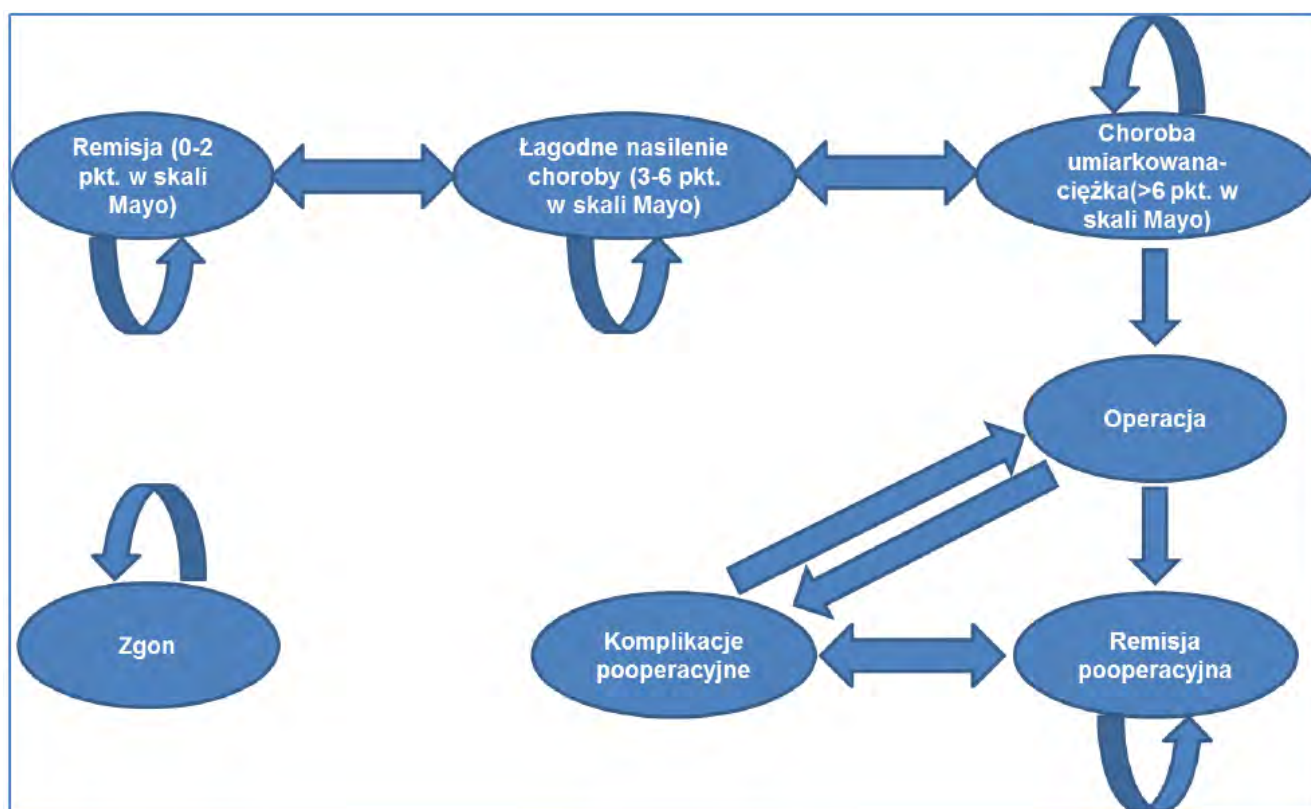 Remisja (0-2
pkt. w skali
Mayo)
Łagodne nasilenie
choroby (3-6 pkt.
w skali Mayo)
Choroba
umiarkowana-
ciężka(>6 pkt. w
skali Mayo)
Operacja
Zgon
Komplikacje
pooperacyjne
Remisja
pooperacyjna